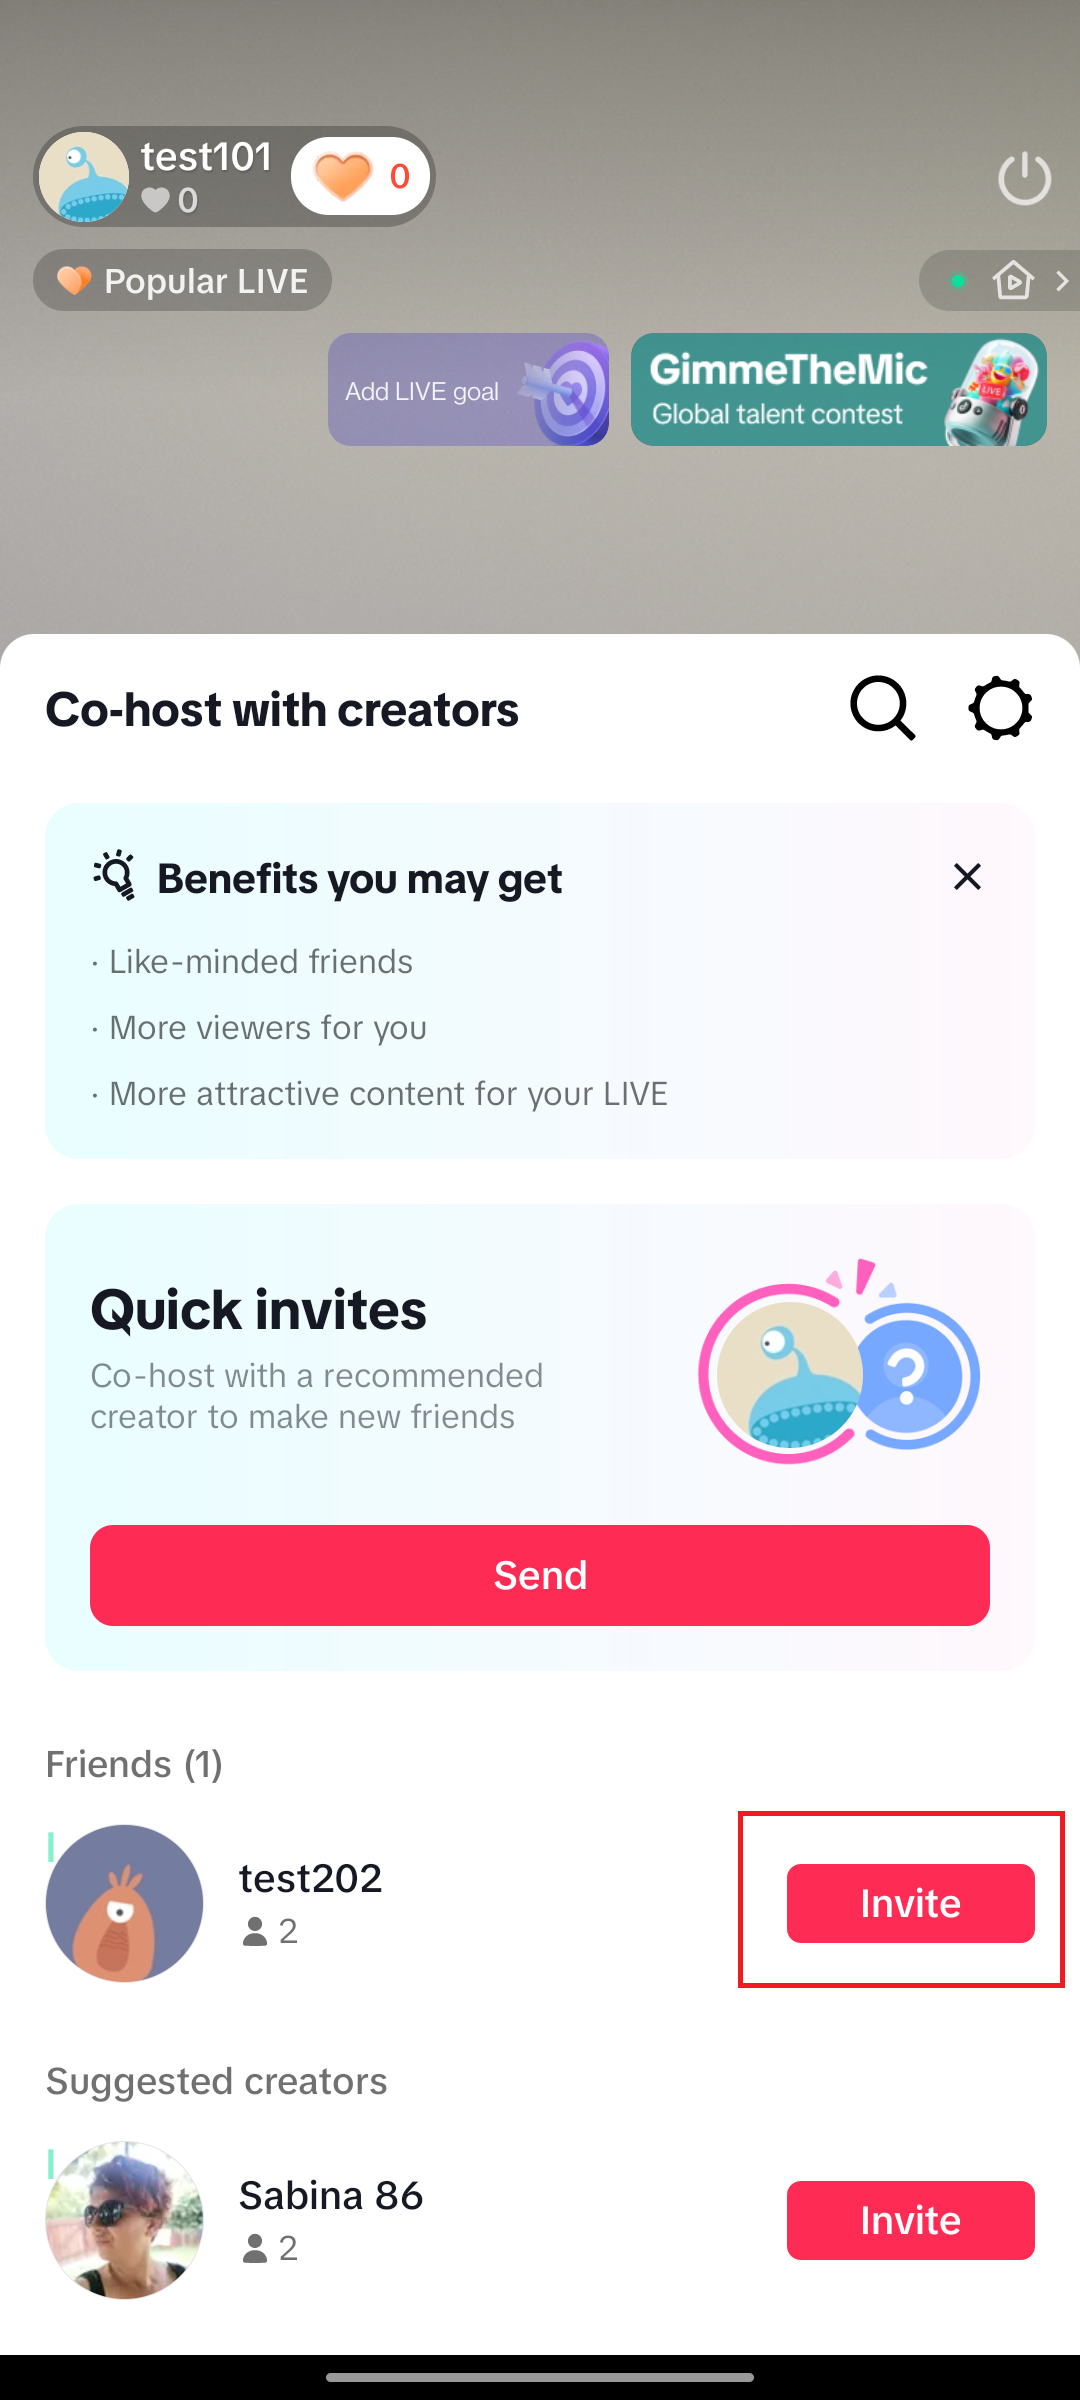 test101
0
0
Popular LIVE
Add LIVE goal
GimmeTheMic
Global talent contest
LIVE
Co-host with creators
Benefits you may get
· Like-minded friends
· More viewers for you
· More attractive content for your LIVE
Quick invites
Co-host with a recommended
creator to make new friends
?
Send
Friends (1)
test202
2
Invite
Suggested creators
Sabina 86
2
Invite